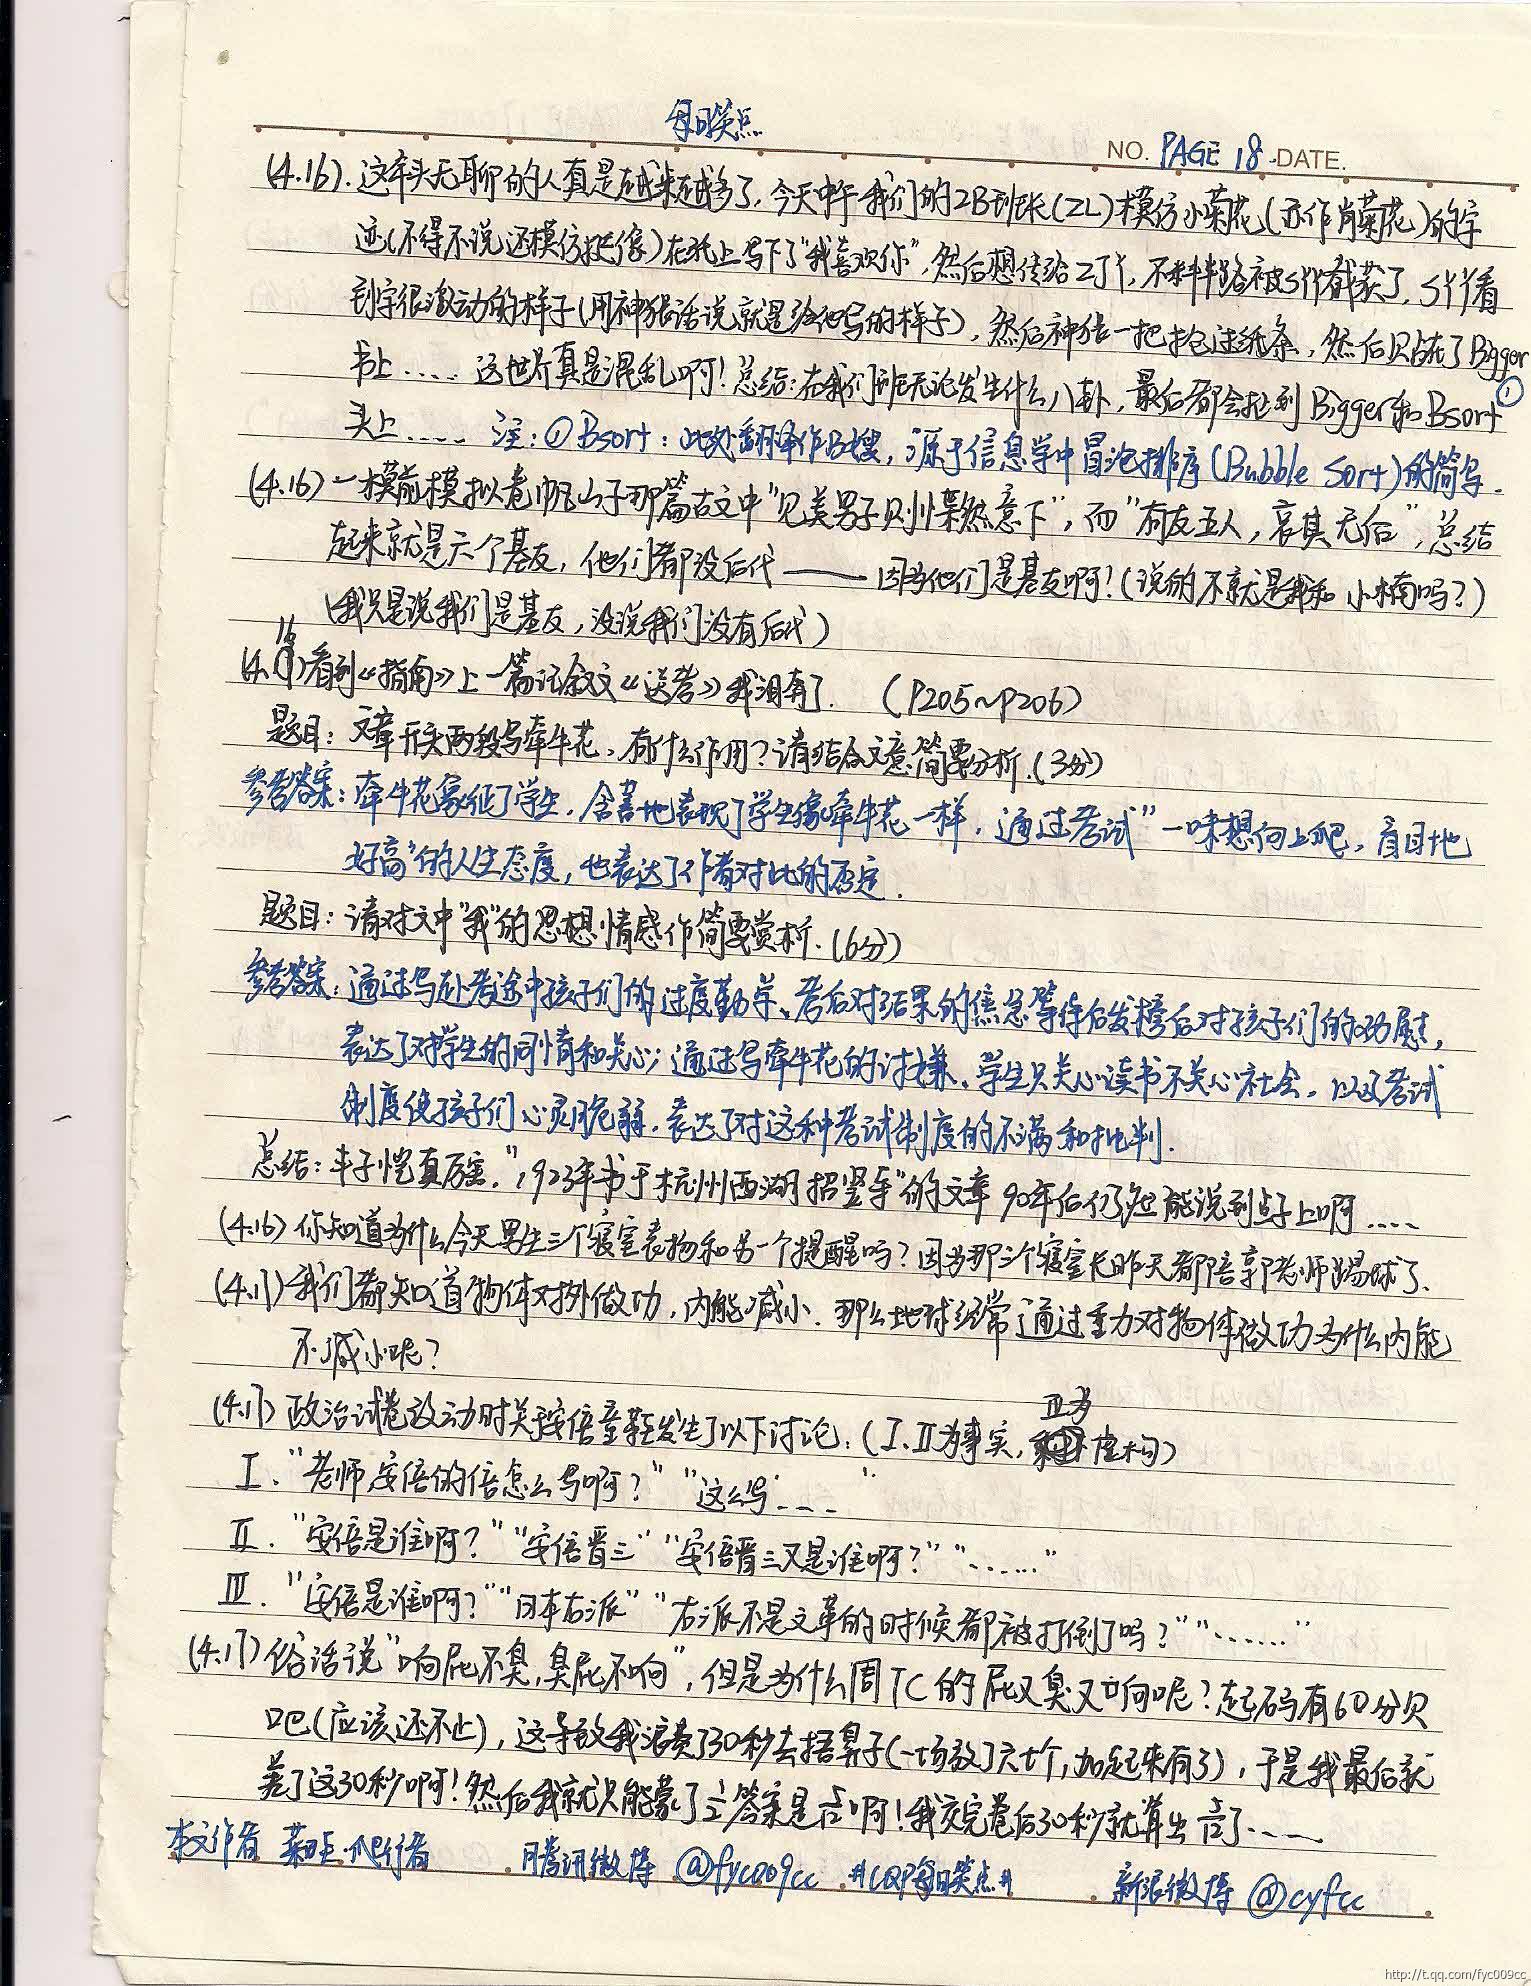 每日笑点
NO. PAGE 18 DATE.
(4.16). 这年头无聊的人真是越来越多了，今天中午我们的2B班长(ZL)模仿小菊花(亦作肖菊花)的字
迹(不得不说还模仿挺像)在纸上写下了“我喜欢你”，然后想传给 不料半路被 截获了， 看
到字很激动的样子(用神 话说就是给他写的样子)，然后神 一把抢过纸条，然后贴在了Bigger
书上..... 这世界真是混乱啊！总结：在我们班无论发生什么八卦，最后都会扯到Bigger和Bsort①
头上..... 注：①Bsort：此处翻译作B嫂，源于信息学中冒泡排序(Bubble Sort)的简写.
(4.16)一模前模拟卷帆山子那篇古文中“见美男子则惵然意下”，而“有友五人，哀其无后”，总结
起来就是六个基友，他们都没后代——因为他们是基友啊！(说的不就是我和小楠吗？)
(我只是说我们是基友，没说我们没有后代)
(4.16)看到《指南》上一篇记叙文《送考》我泪奔了. (P205~P206)
题目：文章开头两段写牵牛花，有什么作用？请结合文意简要分析.(3分)
参考答案：牵牛花象征了学生，含蓄地表现了学生像牵牛花一样，通过考试”一味想向上爬，盲目地
好高”的人生态度，也表达了作者对此的否定.
题目：请对文中“我”的思想情感作简要赏析.(6分)
参考答案：通过写赴考途中孩子们的过度勤学、考后对结果的焦急等待后发榜后对孩子们的劝慰，
表达了对学生的同情和关心；通过写牵牛花的讨嫌、学生只关心读书不关心社会，以及考试
制度使孩子们心灵脆弱，表达了对这种考试制度的不满和批判.
总结：丰子恺真厉害，“1923年书于杭州西湖招贤寺”的文章90年后仍然能说到点子上啊.....
(4.16)你知道为什么今天男生三个寝室表扬和另一个提醒吗？因为那三个寝室长昨天都陪郭老师踢球了.
(4.17)我们都知道物体对外做功，内能减小. 那么地球经常通过重力对物体做功为什么内能
不减小呢？
(4.17)政治试卷放动时关于安倍 发生了以下讨论：(Ⅰ、Ⅱ为事实，Ⅲ为虚构)
Ⅰ. “老师安倍的倍怎么写啊？” “这么写....”
Ⅱ. “安倍是谁啊？” “安倍晋三” “安倍晋三又是谁啊？” “......”
Ⅲ. “安倍是谁啊？” “日本右派” “右派不是文革的时候都被打倒了吗？” “......”
(4.17)俗话说“响屁不臭，臭屁不响”，但是为什么周TC的屁又臭又响呢？起码有60分贝
吧(应该还不止)，这导致我浪费了30秒去捂鼻子(一场放了六七个，加起来有了)，于是我最后就
差了这30秒啊！然后我就只能蒙了½答案是 啊！我交完卷后30秒就算出 了.....
本文作者 爬行者 腾讯微博 @fyc009cc #CQP每日笑点# 新浪微博 @cyfcc
http://t.qq.com/fyc009cc